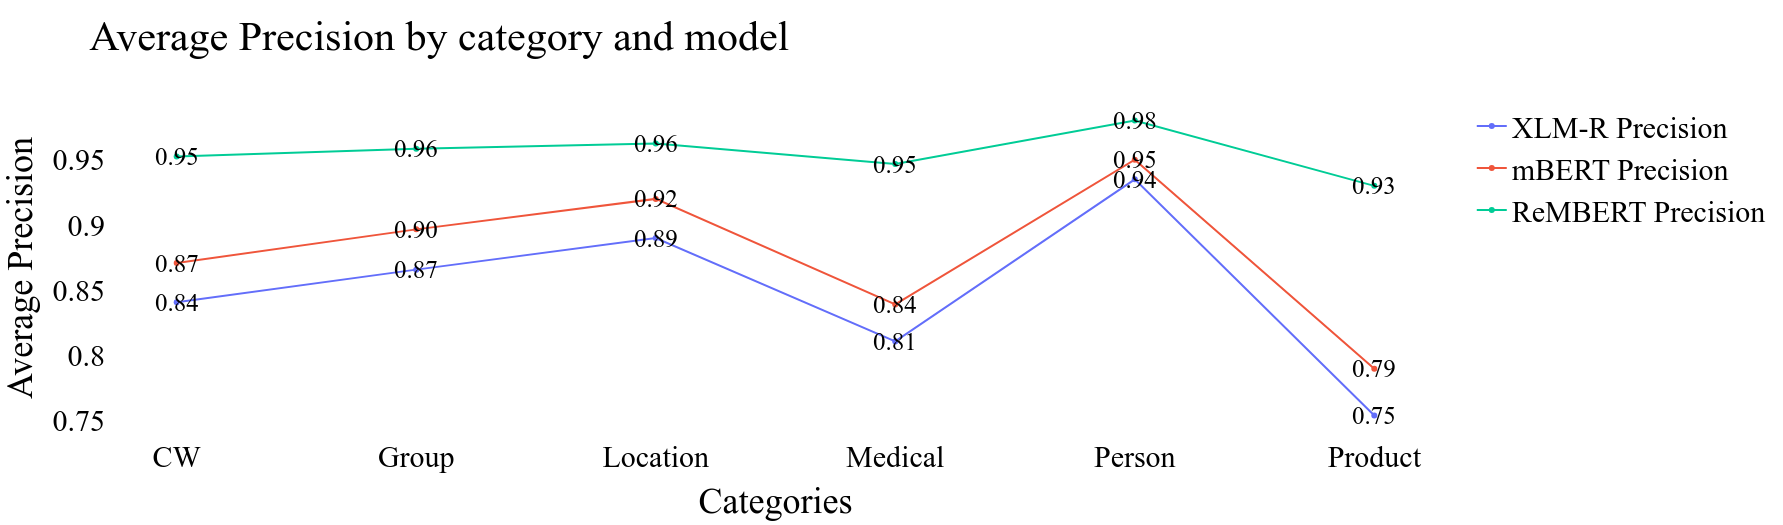 Average Precision by category and model
Average Precision
0.95
0.9
0.85
0.8
0.75
0.95
0.96
0.96
0.95
0.98
0.93
0.87
0.90
0.92
0.84
0.95
0.79
0.84
0.87
0.89
0.81
0.94
0.75
CW
Group
Location
Medical
Person
Product
Categories
XLM-R Precision
mBERT Precision
ReMBERT Precision